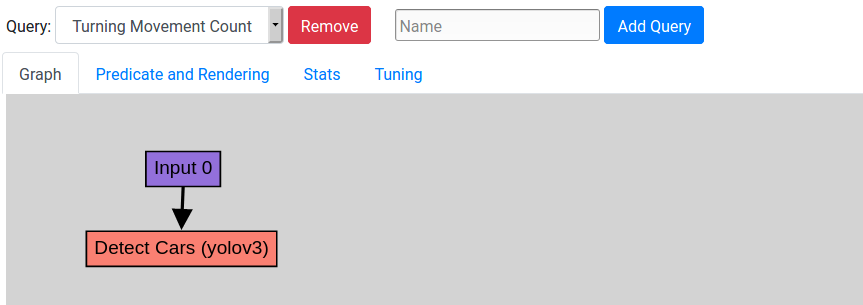 Query: Turning Movement Count Remove Name Add Query
Graph Predicate and Rendering Stats Tuning
Input 0
Detect Cars (yolov3)